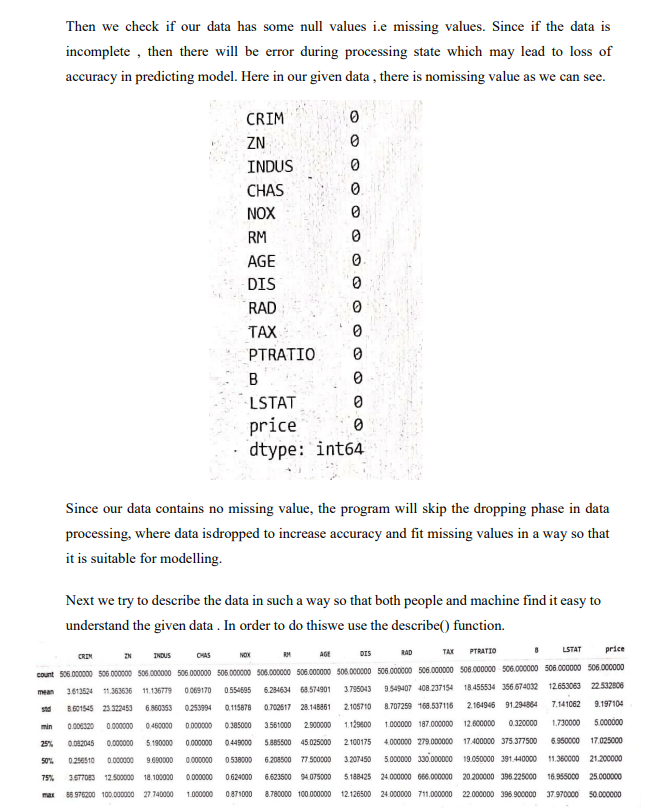 Then we check if our data has some null values i.e missing values. Since if the data is
incomplete , then there will be error during processing state which may lead to loss of
accuracy in predicting model. Here in our given data , there is nomissing value as we can see.
CRIM 0
ZN 0
INDUS 0
CHAS 0
NOX 0
RM 0
AGE 0
DIS 0
RAD 0
TAX 0
PTRATIO 0
B 0
LSTAT 0
price 0
dtype: int64
Since our data contains no missing value, the program will skip the dropping phase in data
processing, where data isdropped to increase accuracy and fit missing values in a way so that
it is suitable for modelling.
Next we try to describe the data in such a way so that both people and machine find it easy to
understand the given data . In order to do thiswe use the describe() function.
CRIM ZN INDUS CHAS NOX RM AGE DIS RAD TAX PTRATIO B LSTAT price
count 506.000000 506.000000 506.000000 506.000000 506.000000 506.000000 506.000000 506.000000 506.000000 506.000000 506.000000 506.000000 506.000000 506.000000
mean 3.613524 11.363636 11.136779 0.069170 0.554695 6.284634 68.574901 3.795043 9.549407 408.237154 18.455534 356.674032 12.653063 22.532806
std 8.601545 23.322453 6.860353 0.253994 0.115878 0.702617 28.148861 2.105710 8.707259 168.537116 2.164946 91.294864 7.141062 9.197104
min 0.006320 0.000000 0.460000 0.000000 0.385000 3.561000 2.900000 1.129600 1.000000 187.000000 12.600000 0.320000 1.730000 5.000000
25% 0.082045 0.000000 5.190000 0.000000 0.449000 5.885500 45.025000 2.100175 4.000000 279.000000 17.400000 375.377500 6.950000 17.025000
50% 0.256510 0.000000 9.690000 0.000000 0.538000 6.208500 77.500000 3.207450 5.000000 330.000000 19.050000 391.440000 11.360000 21.200000
75% 3.677083 12.500000 18.100000 0.000000 0.624000 6.623500 94.075000 5.188425 24.000000 666.000000 20.200000 396.225000 16.955000 25.000000
max 88.976200 100.000000 27.740000 1.000000 0.871000 8.780000 100.000000 12.126500 24.000000 711.000000 22.000000 396.900000 37.970000 50.000000